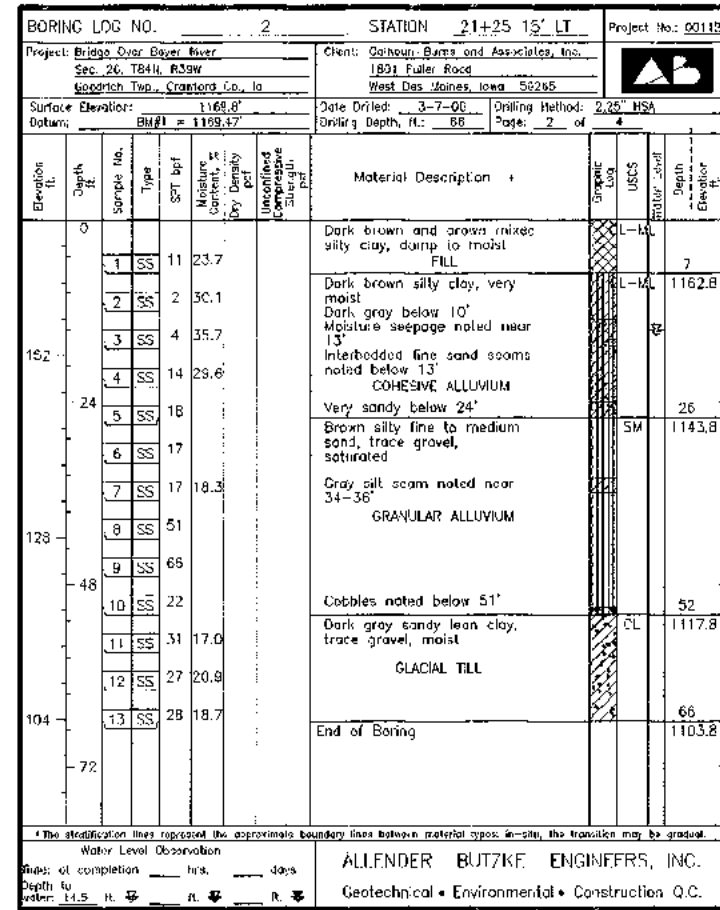 BORING LOG NO. 2 STATION 21+25 15' LT Project No.:
Project: Bridge Over Boyer River
Sec. 26, T84N, R39W
Goodrich Twp., Crawford Co., Ia
Client: Calhoun-Burns and Associates, Inc.
1801 Fuller Road
West Des Moines, Iowa 50265
AB
Surface Elevation: 1169.8'
Datum: BM#1 = 1169.47'
Date Drilled: 3-7-00 Drilling Method: 2.25" HSA
Drilling Depth, ft.: 66 Page: 2 of 4
Elevation ft.
Depth ft.
Sample No.
Type
SPT bpf
Moisture Content, %
Dry Density pcf
Unconfined Compressive Strength psf
Material Description +
Graphic Log
USCS
Water Level
Depth Elevation ft.
0
Dark brown and brown mixed
silty clay, damp to moist
FILL
L-ML
1 SS 11 23.7
7
Dark brown silty clay, very
moist
L-ML 1162.8
2 SS 2 30.1
Dark gray below 10'
Moisture seepage noted near
13'
3 SS 4 35.7
152
Interbedded fine sand seams
noted below 13'
4 SS 14 29.6
COHESIVE ALLUVIUM
24
Very sandy below 24'
26
5 SS 18
Brown silty fine to medium
sand, trace gravel,
saturated
SM 1143.8
6 SS 17
Gray silt seam noted near
34-36'
7 SS 17 18.3
GRANULAR ALLUVIUM
8 SS 51
128
9 SS 66
48
10 SS 22
Cobbles noted below 51'
52
Dark gray sandy lean clay,
trace gravel, moist
CL 1117.8
11 SS 31 17.0
GLACIAL TILL
12 SS 27 20.9
13 SS 28 18.7
66
104
End of Boring
1103.8
72
The stratification lines represent the approximate boundary lines between material types: in-situ, the transition may be gradual.
Water Level Observation
Time: at completion ___ hrs. ___ days
Depth to
water: 14.5 ft. ___ ft. ___ ft.
ALLENDER BUTZKE ENGINEERS, INC.
Geotechnical • Environmental • Construction Q.C.